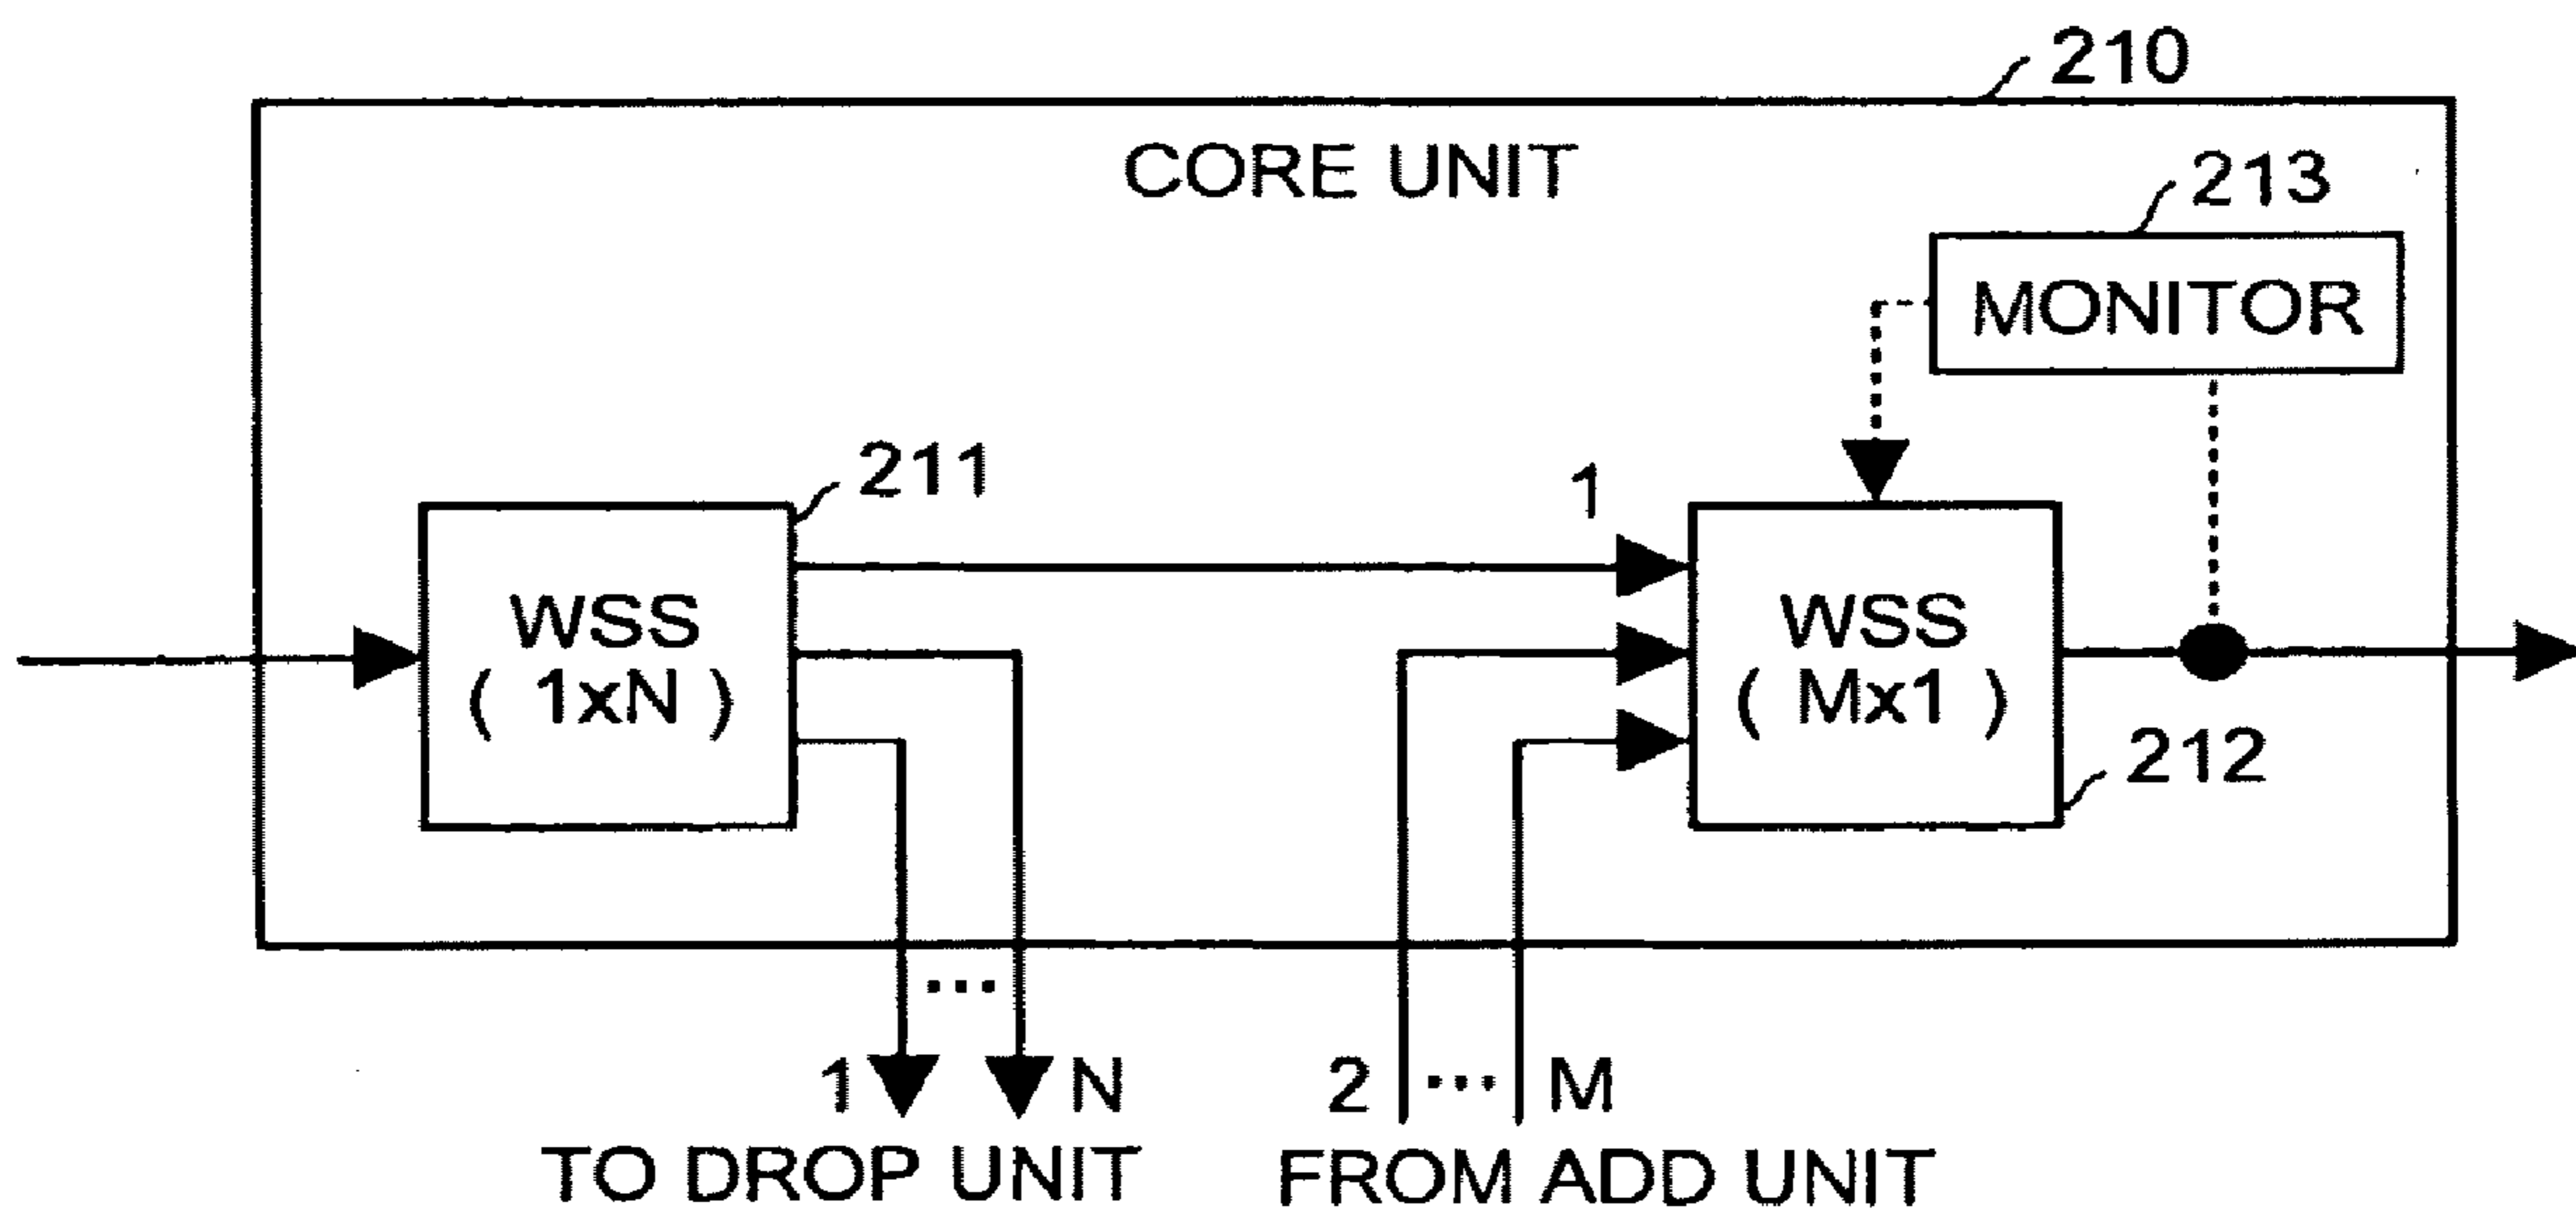 210
CORE UNIT
213
MONITOR
211
1
WSS
( 1xN )
WSS
( Mx1 )
212
...
1
N
2 ... M
TO DROP UNIT
FROM ADD UNIT